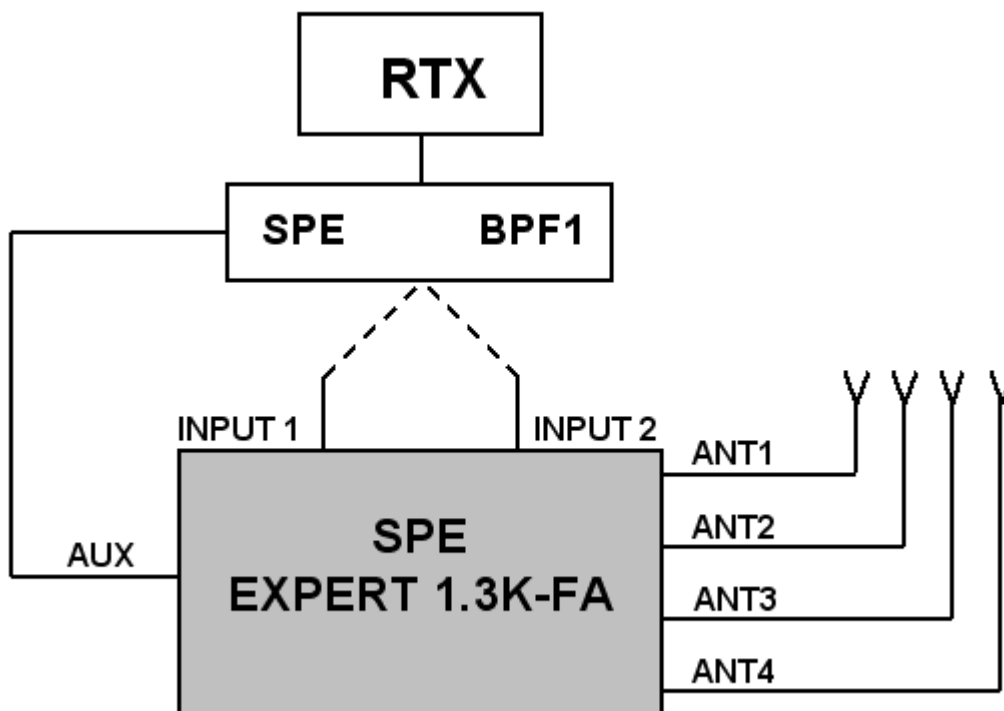 RTX
SPE BPF1
INPUT 1 INPUT 2
ANT1
SPE
ANT2
AUX
EXPERT 1.3K-FA
ANT3
ANT4